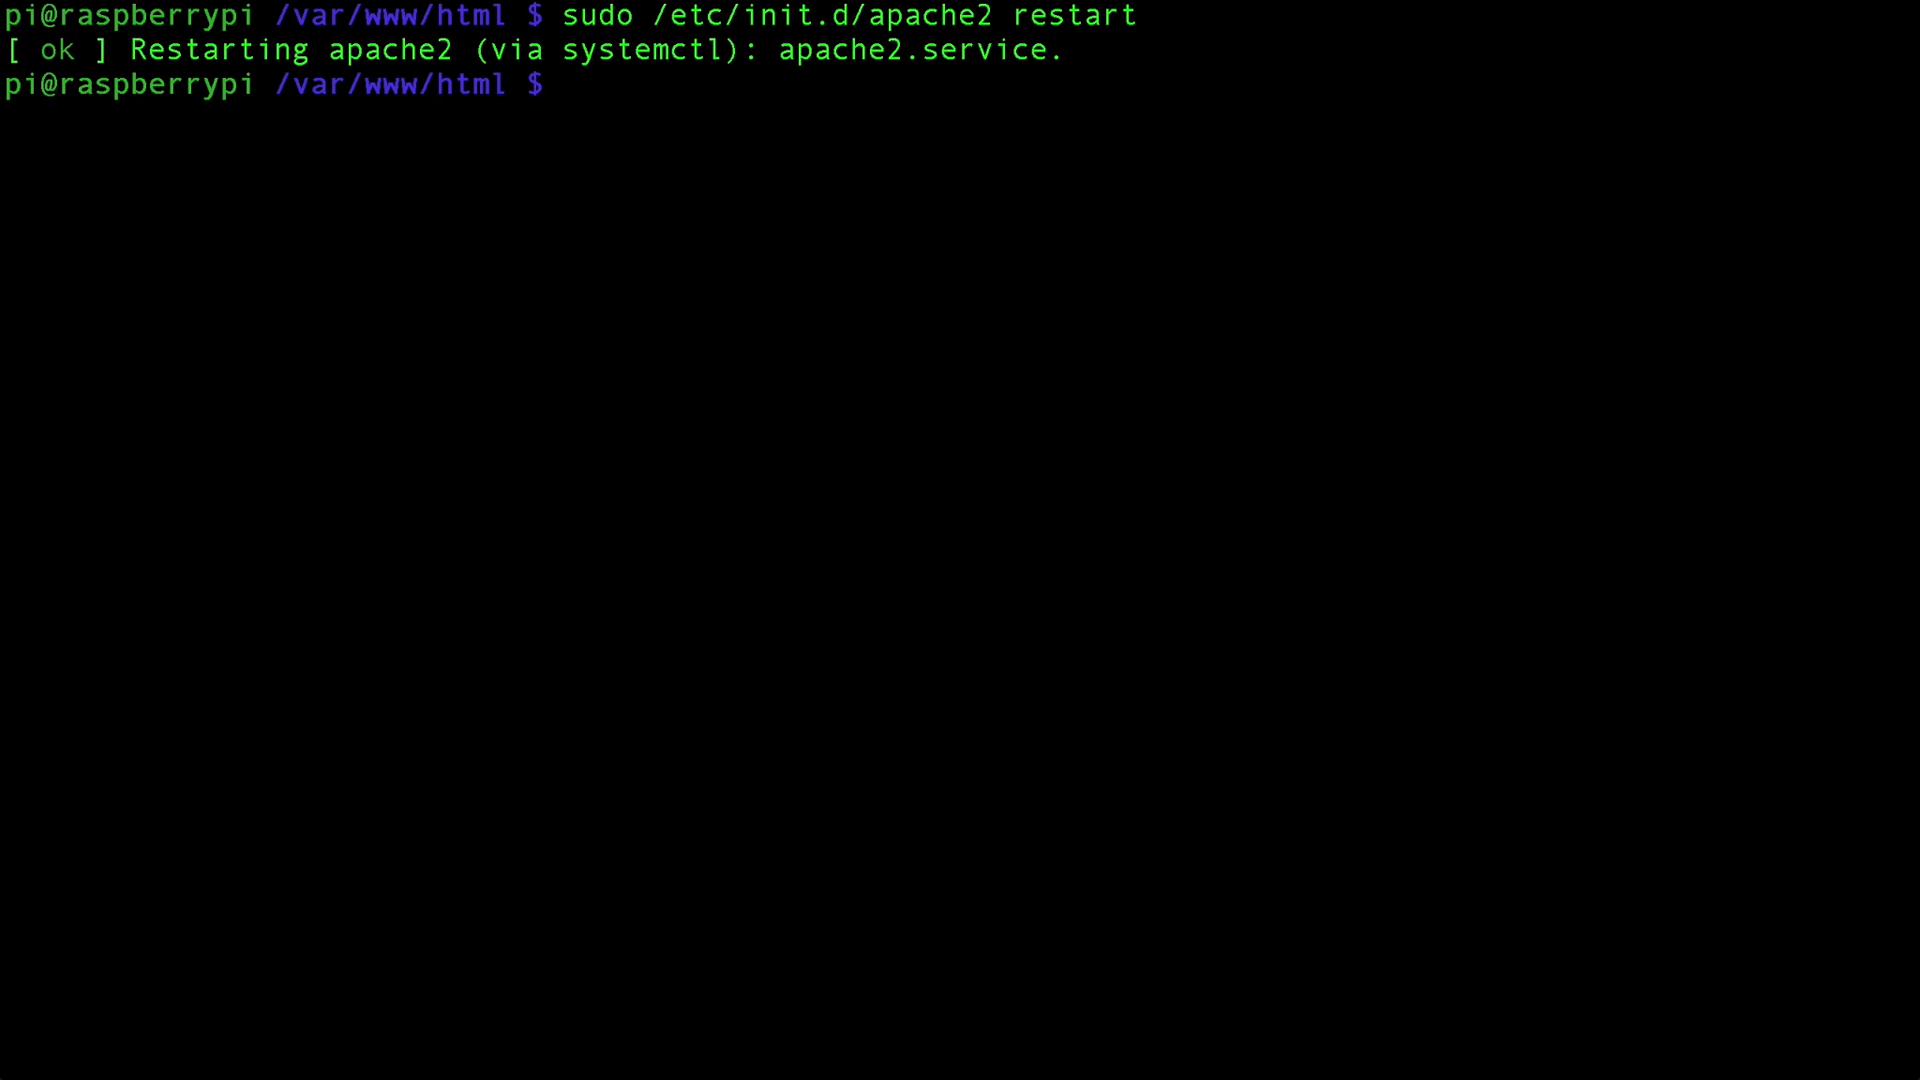 pi@raspberrypi /var/www/html $ sudo /etc/init.d/apache2 restart
[ ok ] Restarting apache2 (via systemctl): apache2.service.
pi@raspberrypi /var/www/html $